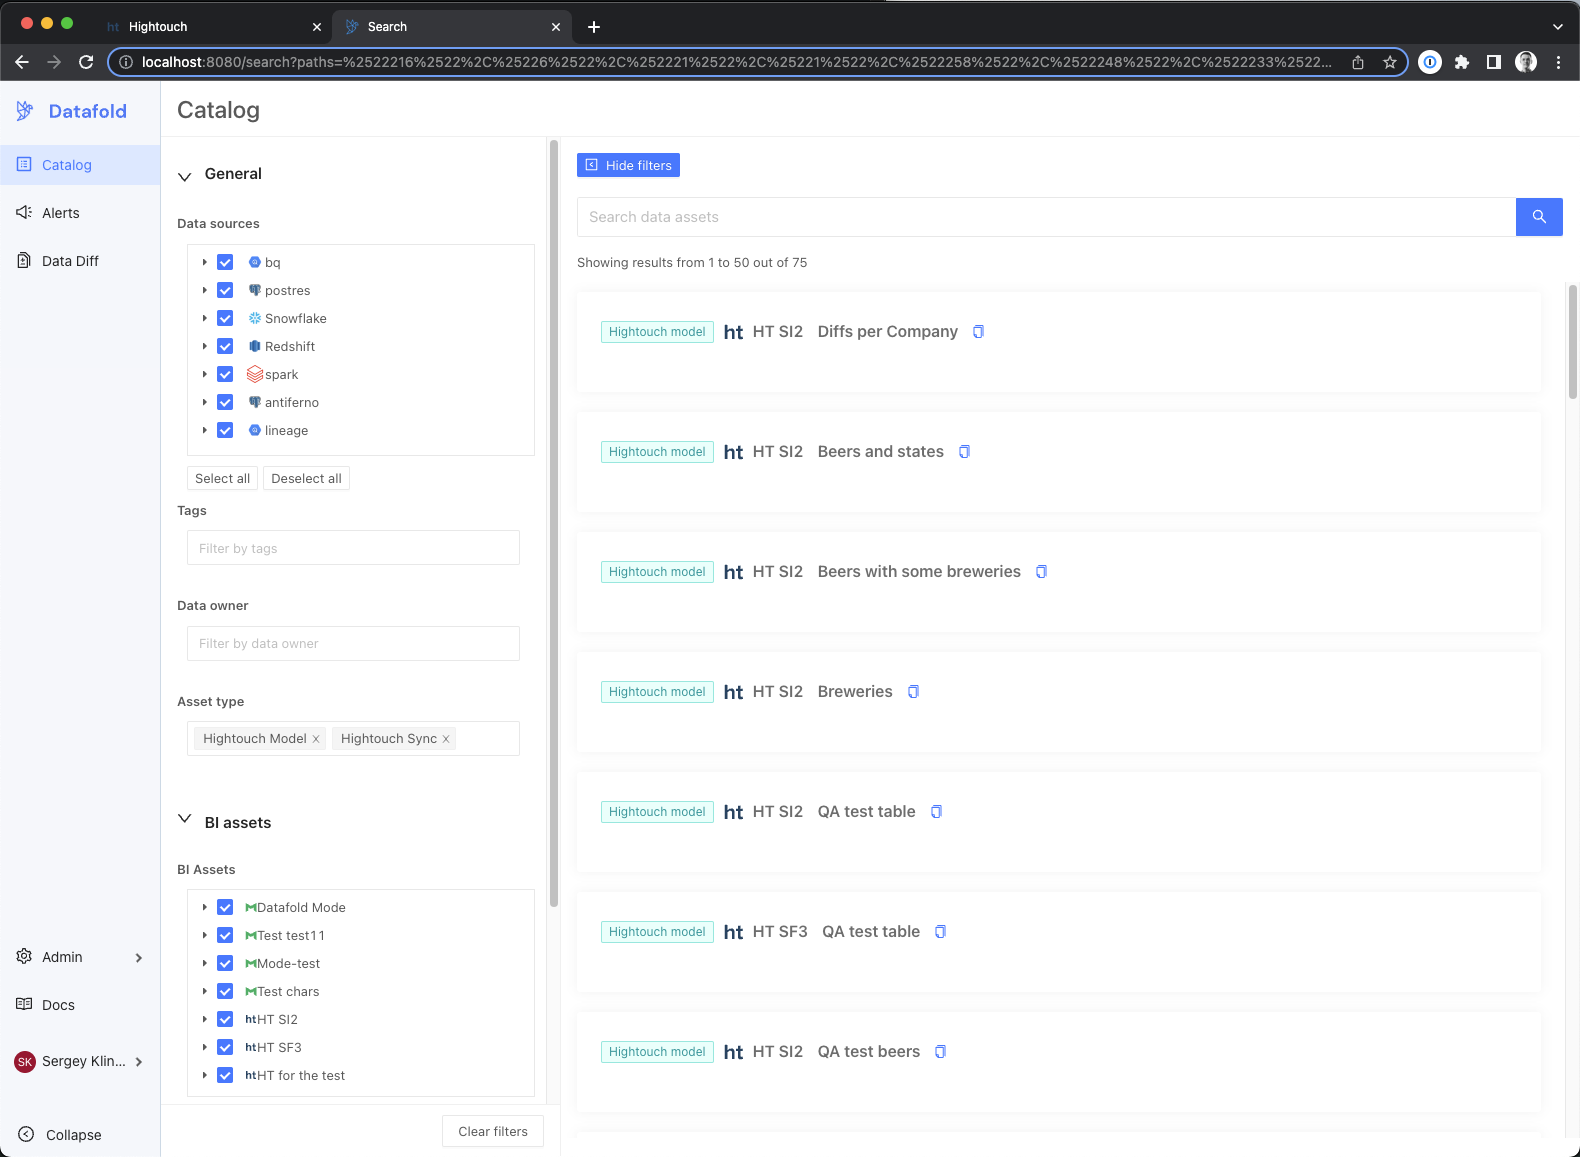 ht Hightouch
Search
localhost:8080/search?paths=%2522216%2522%2C%25226%2522%2C%252221%2522%2C%25221%2522%2C%2522258%2522%2C%2522248%2522%2C%2522233%2522...
Datafold
Catalog
Alerts
Data Diff
Admin
Docs
SK Sergey Klin...
Collapse
Catalog
General
Data sources
bq
postres
Snowflake
Redshift
spark
antiferno
lineage
Select all Deselect all
Tags
Filter by tags
Data owner
Filter by data owner
Asset type
Hightouch Model Hightouch Sync
BI assets
BI Assets
Datafold Mode
Test test11
Mode-test
Test chars
ht HT SI2
ht HT SF3
ht HT for the test
Clear filters
Hide filters
Search data assets
Showing results from 1 to 50 out of 75
Hightouch model ht HT SI2 Diffs per Company
Hightouch model ht HT SI2 Beers and states
Hightouch model ht HT SI2 Beers with some breweries
Hightouch model ht HT SI2 Breweries
Hightouch model ht HT SI2 QA test table
Hightouch model ht HT SF3 QA test table
Hightouch model ht HT SI2 QA test beers